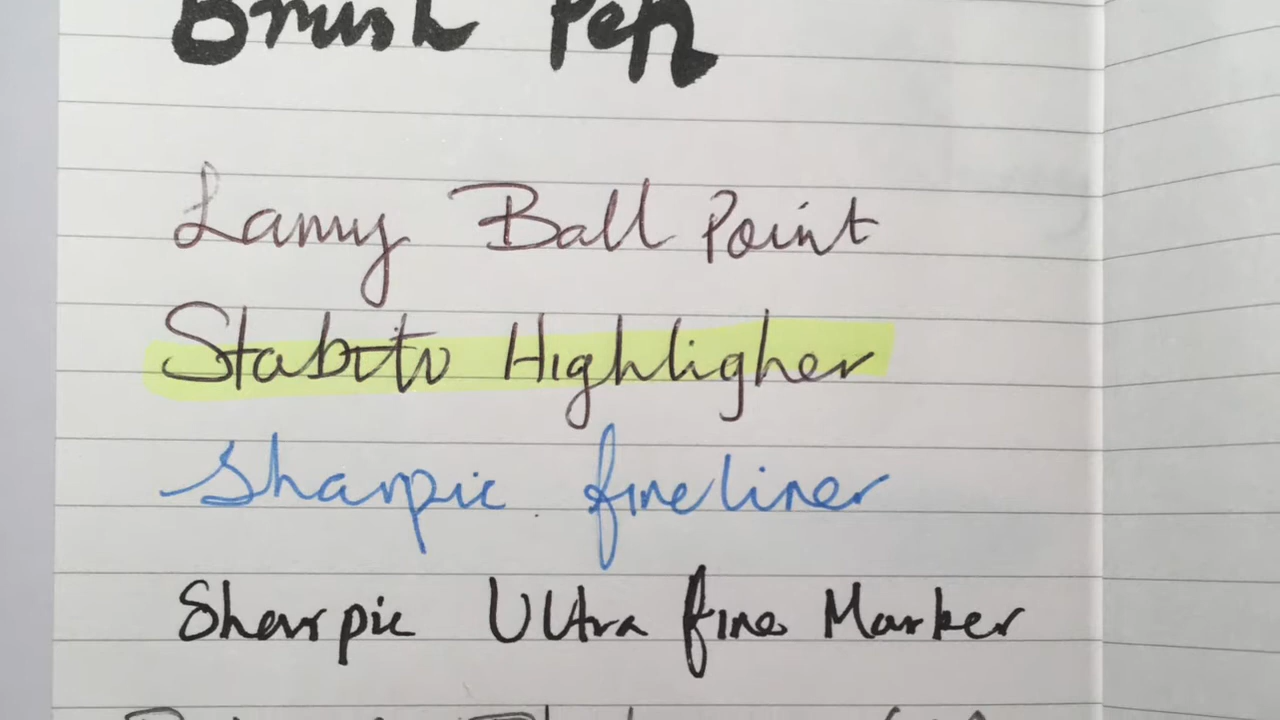 Brush Pen
Lamy Ball Point
Stabilo Highligher
Sharpie fineliner
Sharpie Ultra fine Marker